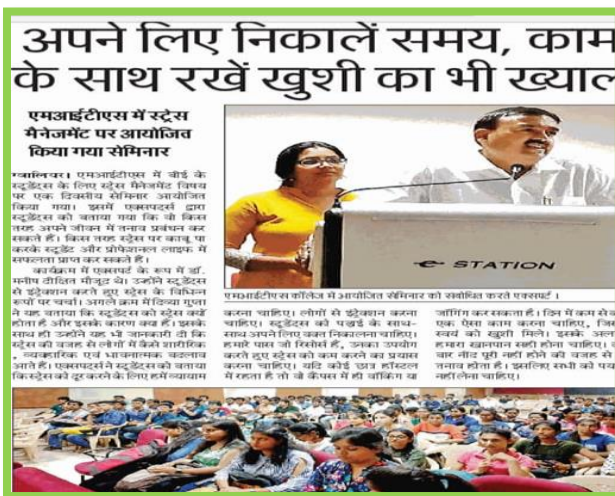 अपने लिए निकालें समय, काम
के साथ रखें खुशी का भी ख्याल
एमआईटीएस में स्ट्रेस
मैनेजमेंट पर आयोजित
किया गया सेमिनार
ग्वालियर। एमआईटीएस में बीई के
स्टूडेंट्स के लिए स्ट्रेस मैनेजमेंट विषय
पर एक दिवसीय सेमिनार आयोजित
किया गया। इसमें एक्सपर्ट्स द्वारा
स्टूडेंट्स को बताया गया कि वो किस
तरह अपने जीवन में तनाव प्रबंधन कर
सकते हैं। किस तरह स्ट्रेस पर काबू पा
करके स्टूडेंट और प्रोफेशनल लाइफ में
सफलता प्राप्त कर सकते हैं।
कार्यक्रम में एक्सपर्ट के रूप में डॉ.
मनीष दीक्षित मौजूद थे। उन्होंने स्टूडेंट्स
से इंट्रेक्शन करते हुए स्ट्रेस के विभिन्न
रूपों पर चर्चा। अगले क्रम में दिव्या गुप्ता
ने यह बताया कि स्टूडेंट को स्ट्रेस क्यों
होता है और इसके कारण क्या हैं। इसके
साथ ही उन्होंने यह भी जानकारी दी कि
स्ट्रेस की वजह से लोगों में कैसे शारीरिक
, व्यवहारिक एवं भावनात्मक बदलाव
आते हैं। एक्सपर्ट्स ने स्टूडेंट्स को बताया
कि स्ट्रेस को दूर करने के लिए हमें व्यायाम
e STATION
एमआईटीएस कॉलेज में आयोजित सेमिनार को संबोधित करते एक्सपर्ट।
करना चाहिए। लोगों से इंट्रेक्शन करना
चाहिए। स्टूडेंट्स को पढ़ाई के साथ-
साथ अपने लिए वक्त निकालना चाहिए।
हमारे पास जो रिसोर्स हैं, उनका उपयोग
करते हुए स्ट्रेस को कम करने का प्रयास
करना चाहिए। यदि कोई छात्र हॉस्टल
में रहता है तो वो कैंपस में ही वॉकिंग या
जॉगिंग कर सकता है। दिन में कम से
एक ऐसा काम करना चाहिए,
स्वयं को खुशी मिले। इसके
हमारा खानपान सही होना चाहिए।
बार नींद पूरी नहीं होने की वजह से
तनाव होता है। इसलिए सभी को
नहीं लेना चाहिए।